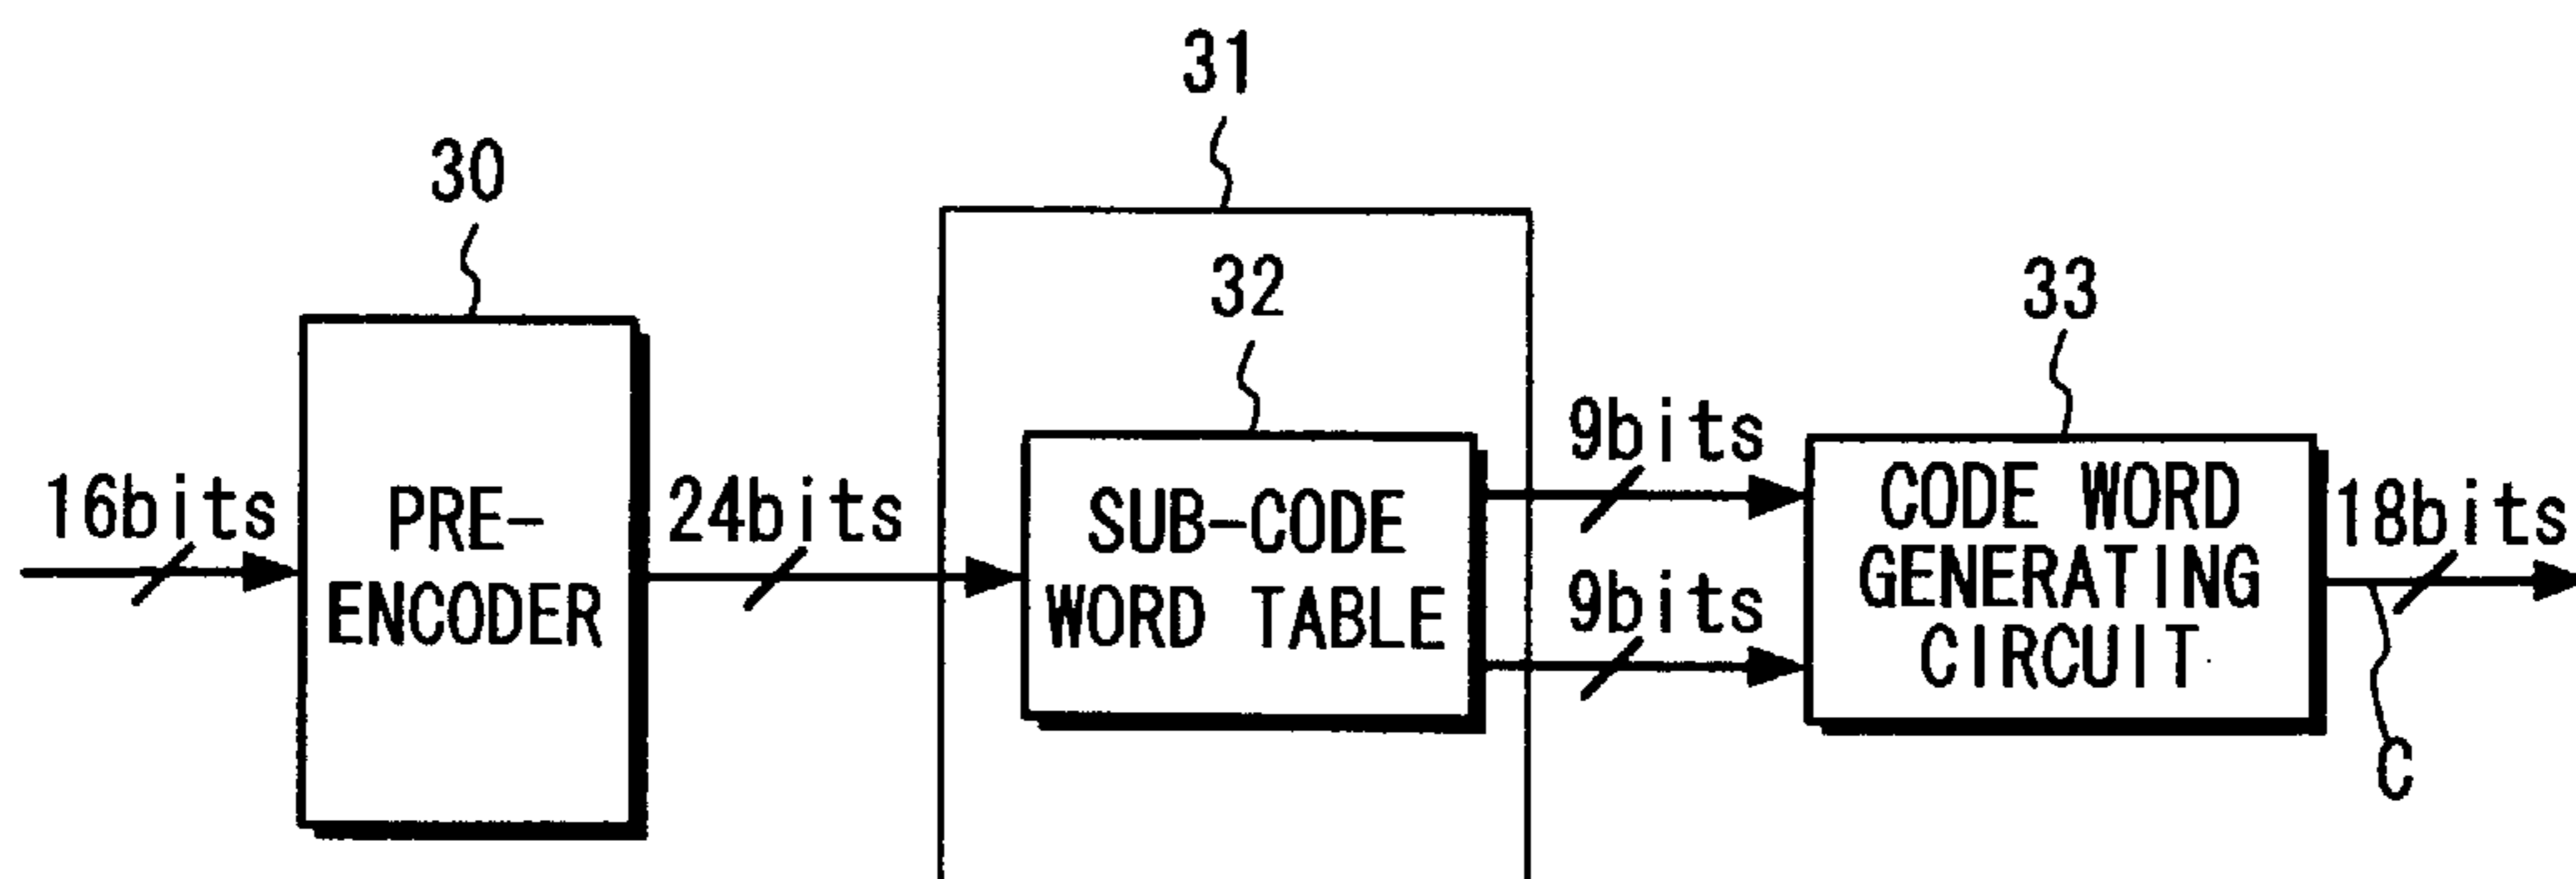 31
30
32
33
16bits
PRE-
ENCODER
24bits
SUB-CODE
WORD TABLE
9bits
9bits
CODE WORD
GENERATING
CIRCUIT
18bits
C